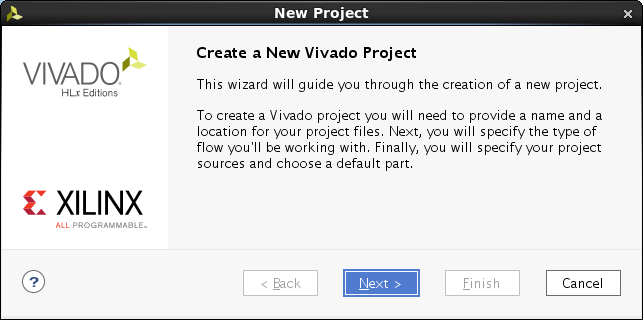 New Project
VIVADO
HLx Editions
Create a New Vivado Project
This wizard will guide you through the creation of a new project.
To create a Vivado project you will need to provide a name and a
location for your project files. Next, you will specify the type of
flow you'll be working with. Finally, you will specify your project
sources and choose a default part.
XILINX
ALL PROGRAMMABLE™
?
< Back
Next >
Finish
Cancel